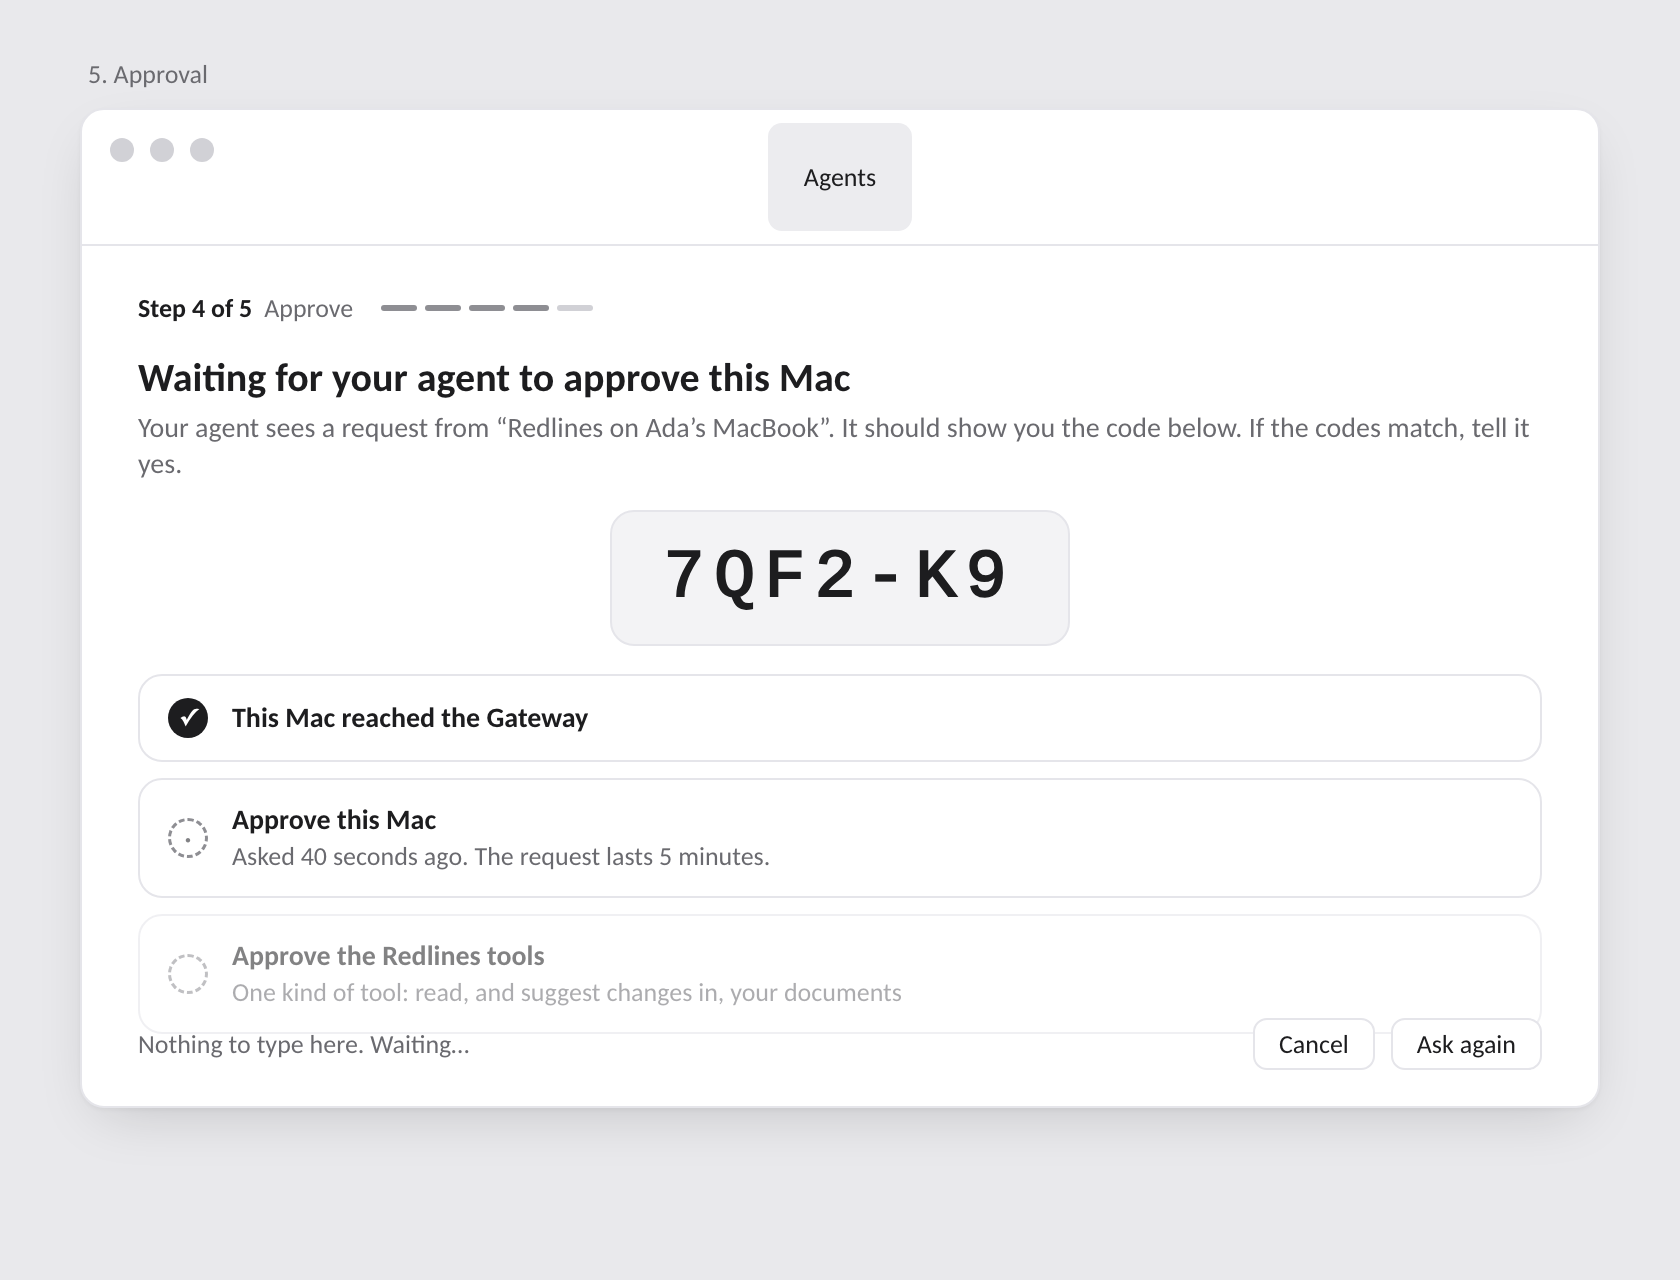 5. Approval
Agents
Step 4 of 5 Approve
Waiting for your agent to approve this Mac
Your agent sees a request from “Redlines on Ada’s MacBook”. It should show you the code below. If the codes match, tell it
yes.
7QF2-K9
This Mac reached the Gateway
Approve this Mac
Asked 40 seconds ago. The request lasts 5 minutes.
Approve the Redlines tools
One kind of tool: read, and suggest changes in, your documents
Nothing to type here. Waiting…
Cancel
Ask again